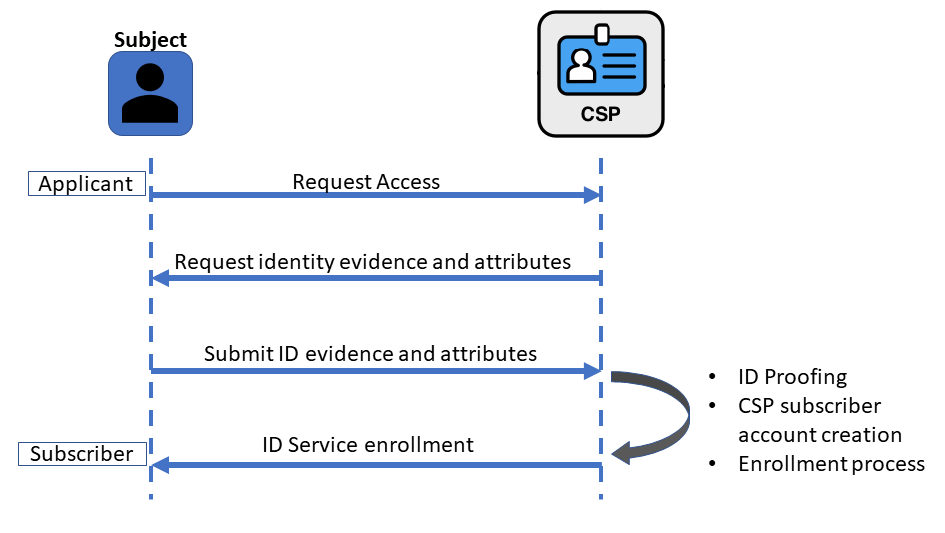 Subject
CSP
Applicant
Request Access
Request identity evidence and attributes
Submit ID evidence and attributes
• ID Proofing
• CSP subscriber
account creation
• Enrollment process
Subscriber
ID Service enrollment